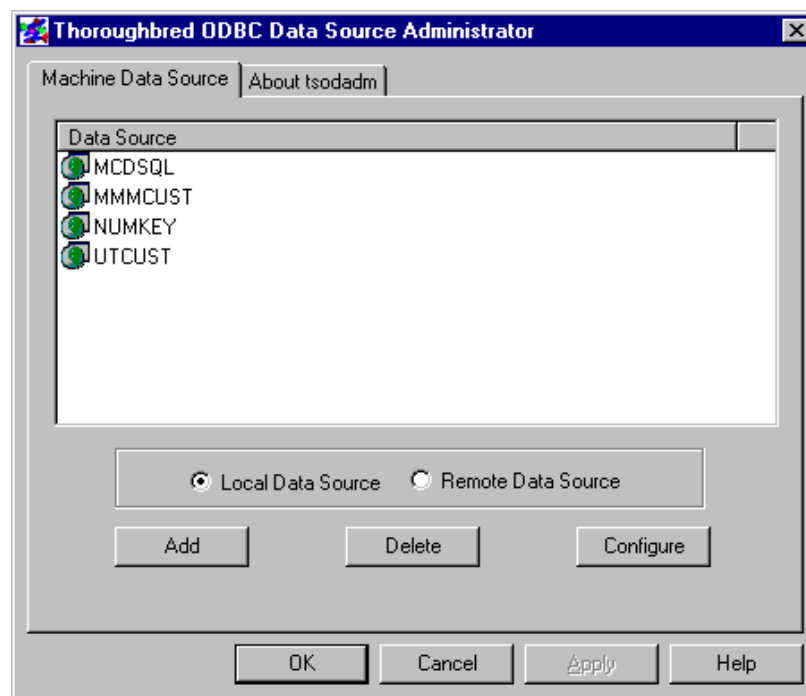 Thoroughbred ODBC Data Source Administrator
Machine Data Source
About tsodadm
Data Source
MCDSQL
MMMCUST
NUMKEY
UTCUST
Local Data Source
Remote Data Source
Add
Delete
Configure
OK
Cancel
Apply
Help